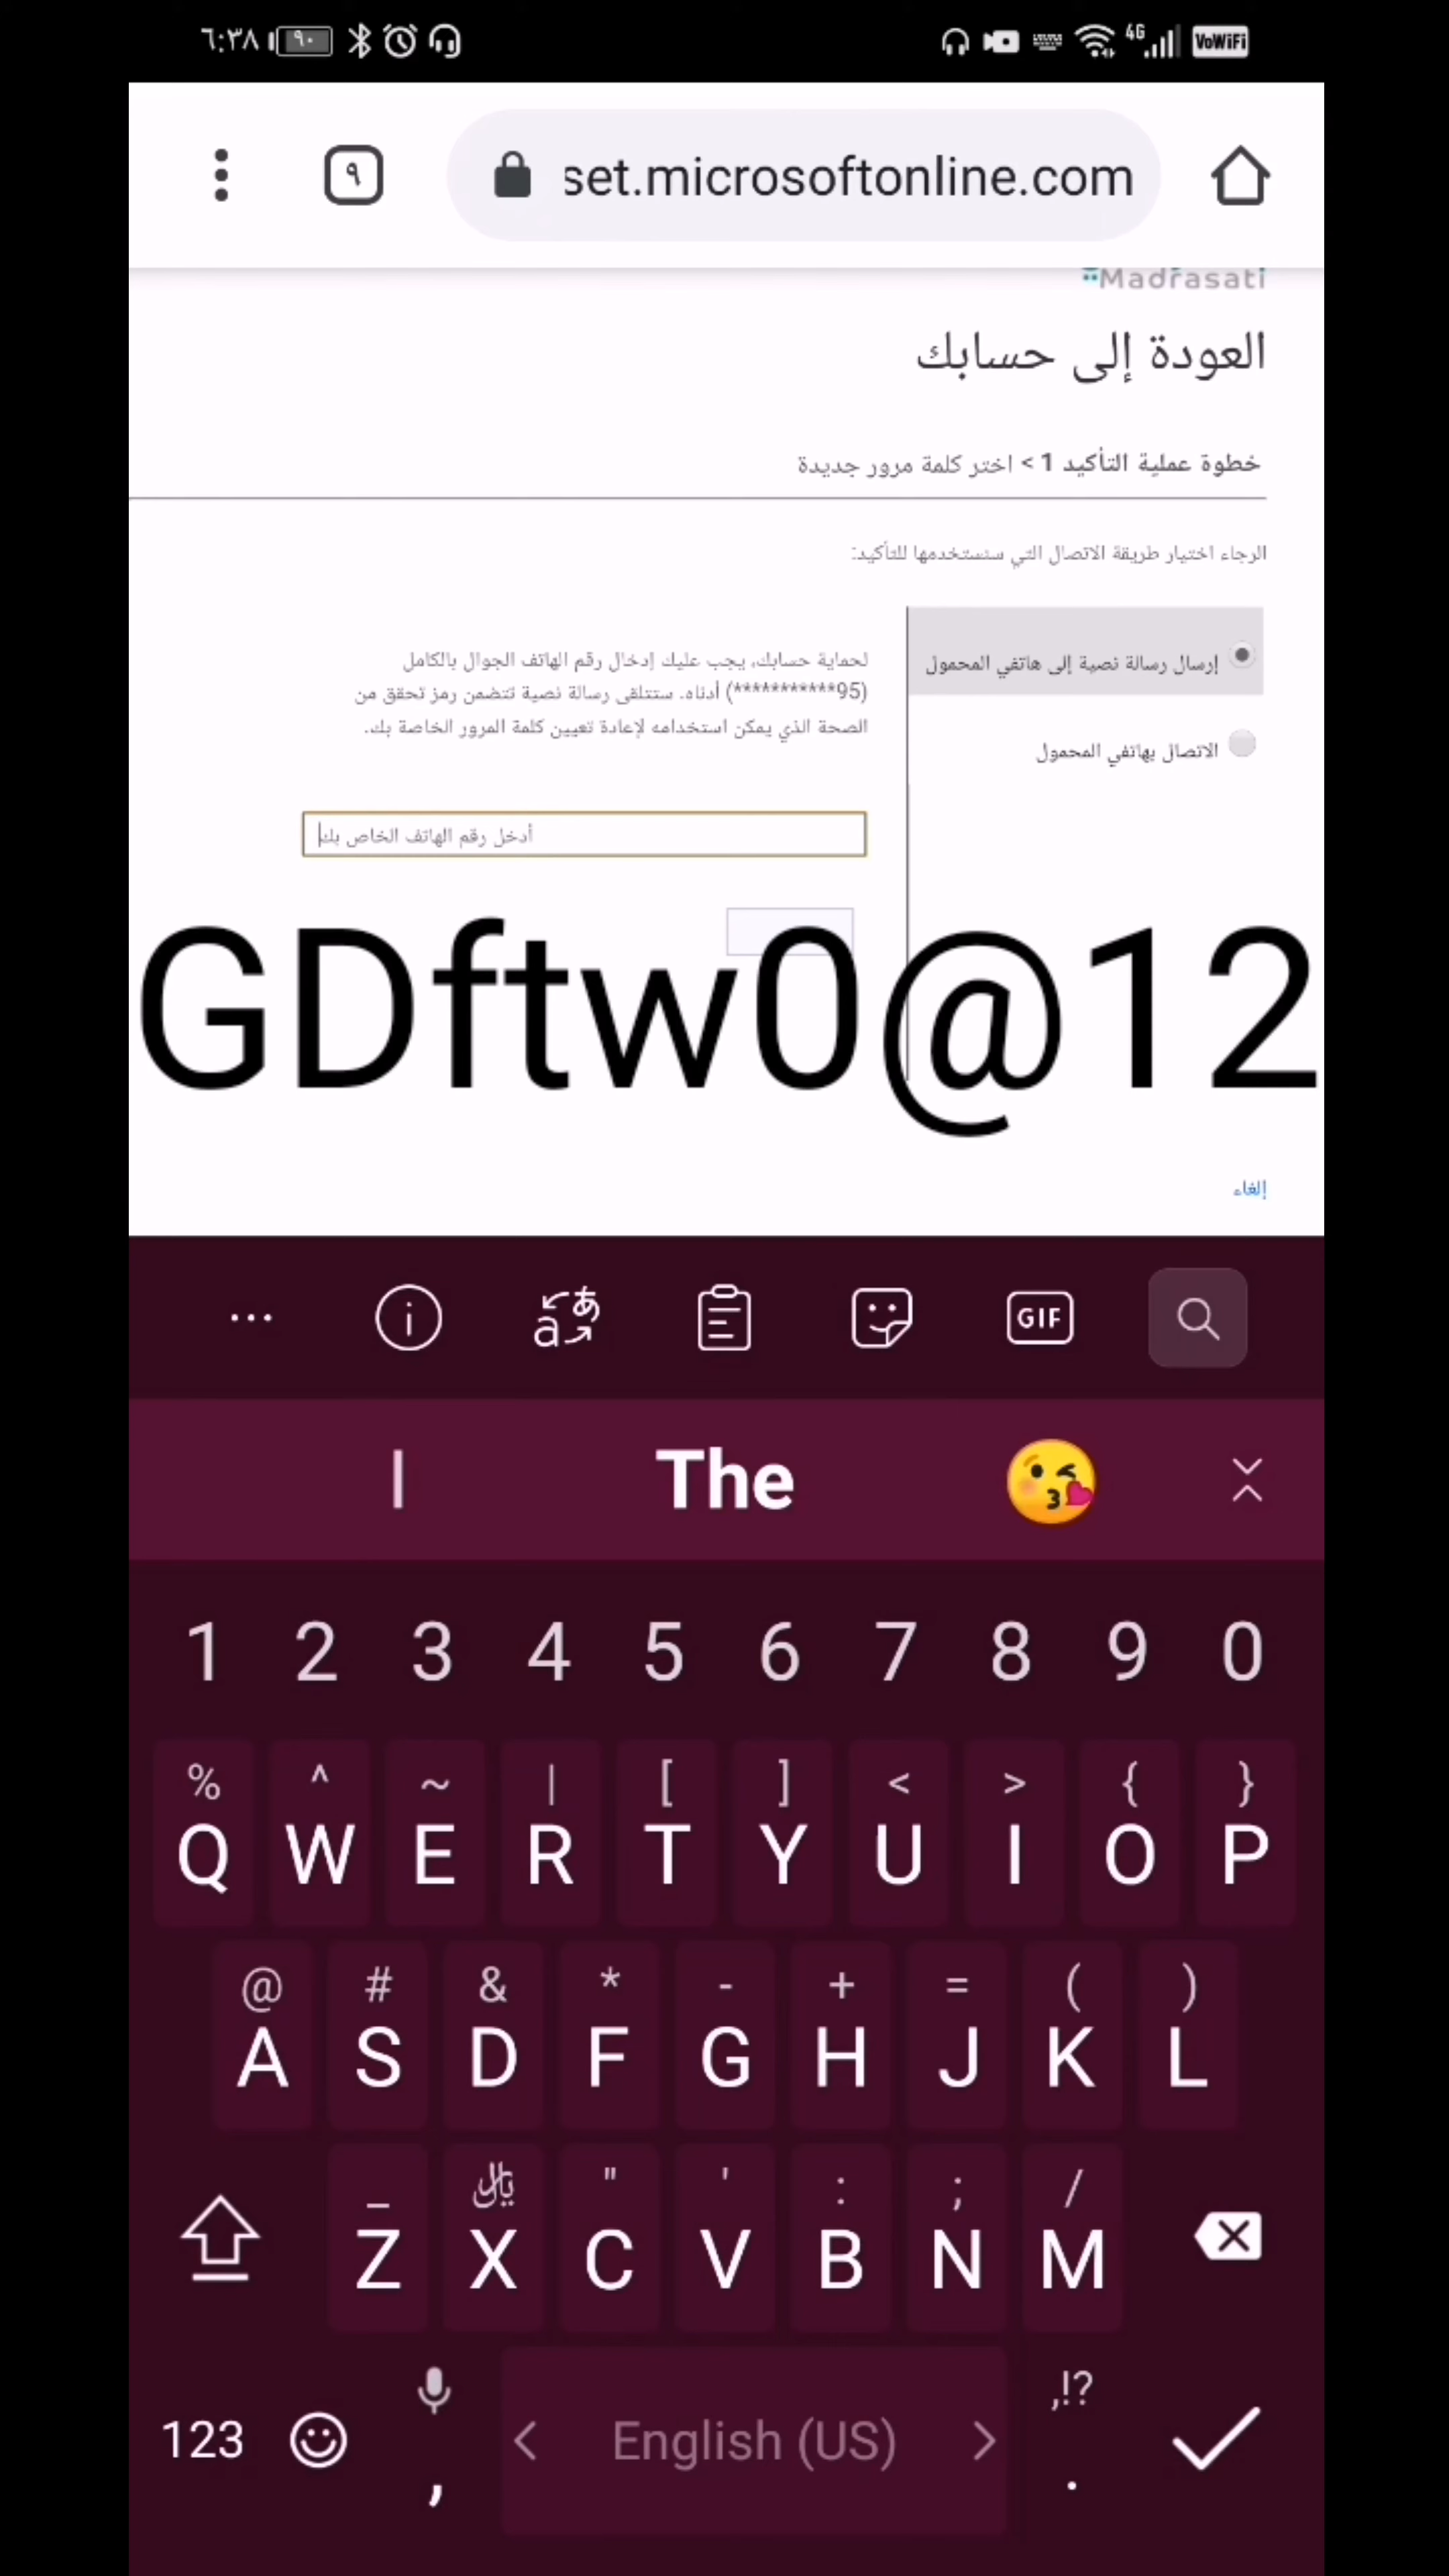 ٦:٣٨ ٩٠ 4G VoWiFi
٩ set.microsoftonline.com
Madrasati
العودة إلى حسابك
خطوة عملية التأكيد 1 > اختر كلمة مرور جديدة
الرجاء اختيار طريقة الاتصال التي سنستخدمها للتأكيد:
إرسال رسالة نصية إلى هاتفي المحمول
الاتصال بهاتفي المحمول
لحماية حسابك، يجب عليك إدخال رقم الهاتف الجوال بالكامل
(***********95) أدناه. ستتلقى رسالة نصية تتضمن رمز تحقق من
الصحة الذي يمكن استخدامه لإعادة تعيين كلمة المرور الخاصة بك.
أدخل رقم الهاتف الخاص بك
GDftw0@12
إلغاء
... i a あ GIF
I The
1 2 3 4 5 6 7 8 9 0
% ^ ~ | [ ] < > { }
Q W E R T Y U I O P
@ # & * - + = ( )
A S D F G H J K L
_ ﷼ " ' : ; /
Z X C V B N M
,!?
123 , < English (US) > .